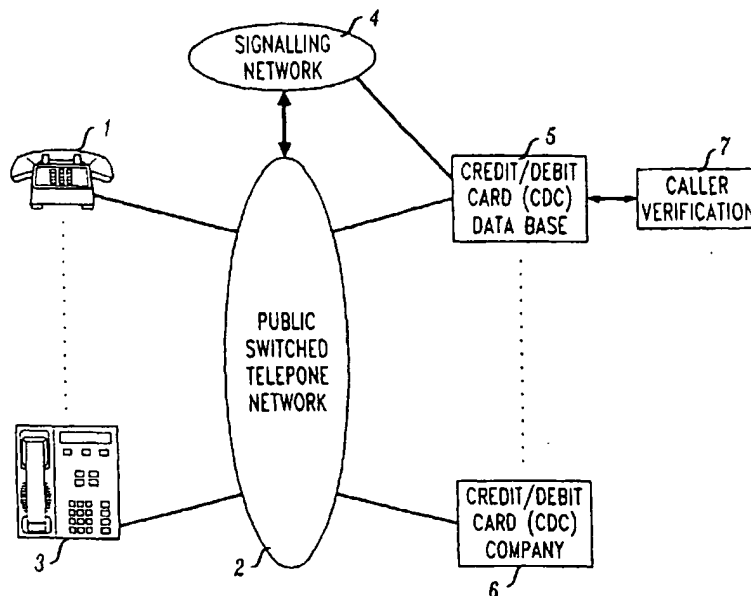 4
SIGNALLING
NETWORK
1
5
CREDIT/DEBIT
CARD (CDC)
DATA BASE
7
CALLER
VERIFICATION
PUBLIC
SWITCHED
TELEPONE
NETWORK
3
2
CREDIT/DEBIT
CARD (CDC)
COMPANY
6